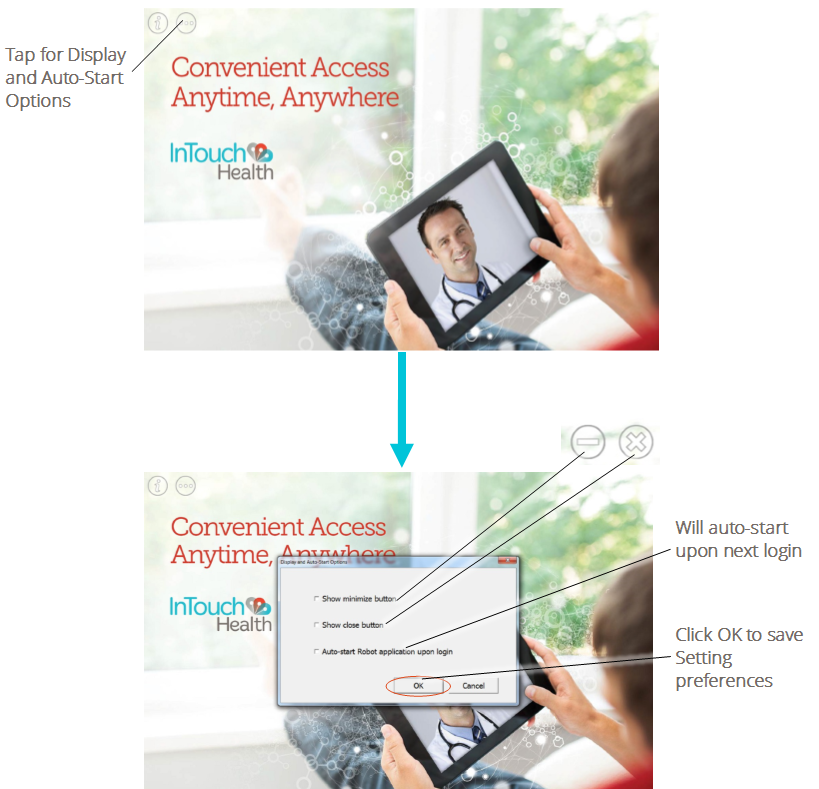 Tap for Display
and Auto-Start
Options
i
Convenient Access
Anytime, Anywhere
InTouch
Health
i
Convenient Access
Anytime, Anywhere
InTouch
Health
Display and Auto-Start Options
Show minimize button
Show close button
Auto-start Robot application upon login
OK
Cancel
Will auto-start
upon next login
Click OK to save
Setting
preferences